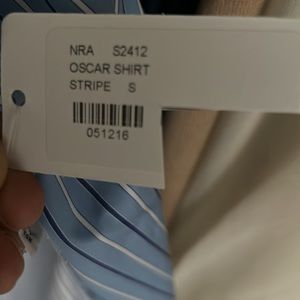 NRA S2412
OSCAR SHIRT
STRIPE S
051216